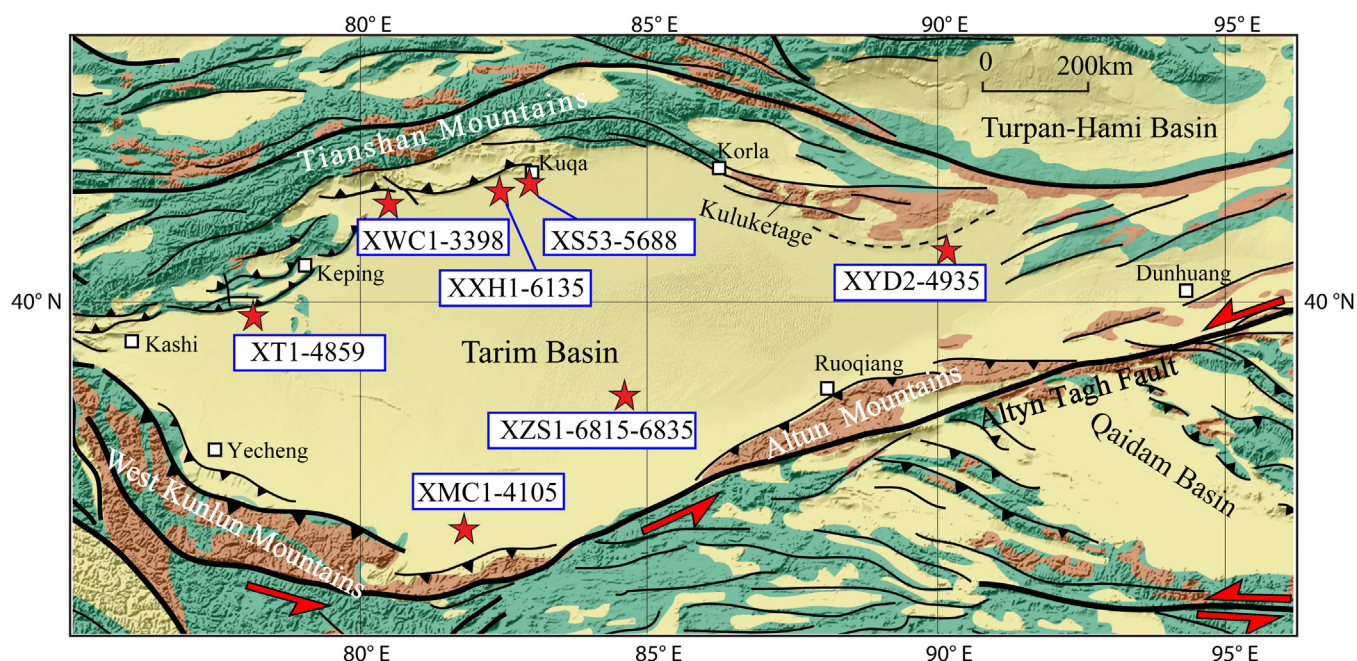 80° E
85° E
90° E
95° E
0 200km
Turpan-Hami Basin
Tianshan Mountains
Korla
Kuqa
Kuluketage
XWC1-3398
XS53-5688
XXH1-6135
XYD2-4935
Keping
Dunhuang
40° N
40° N
Kashi
XT1-4859
Tarim Basin
Ruoqiang
Altun Mountains
Altyn Tagh Fault
XZS1-6815-6835
Qaidam Basin
Yecheng
West Kunlun Mountains
XMC1-4105
80° E
85° E
90° E
95° E